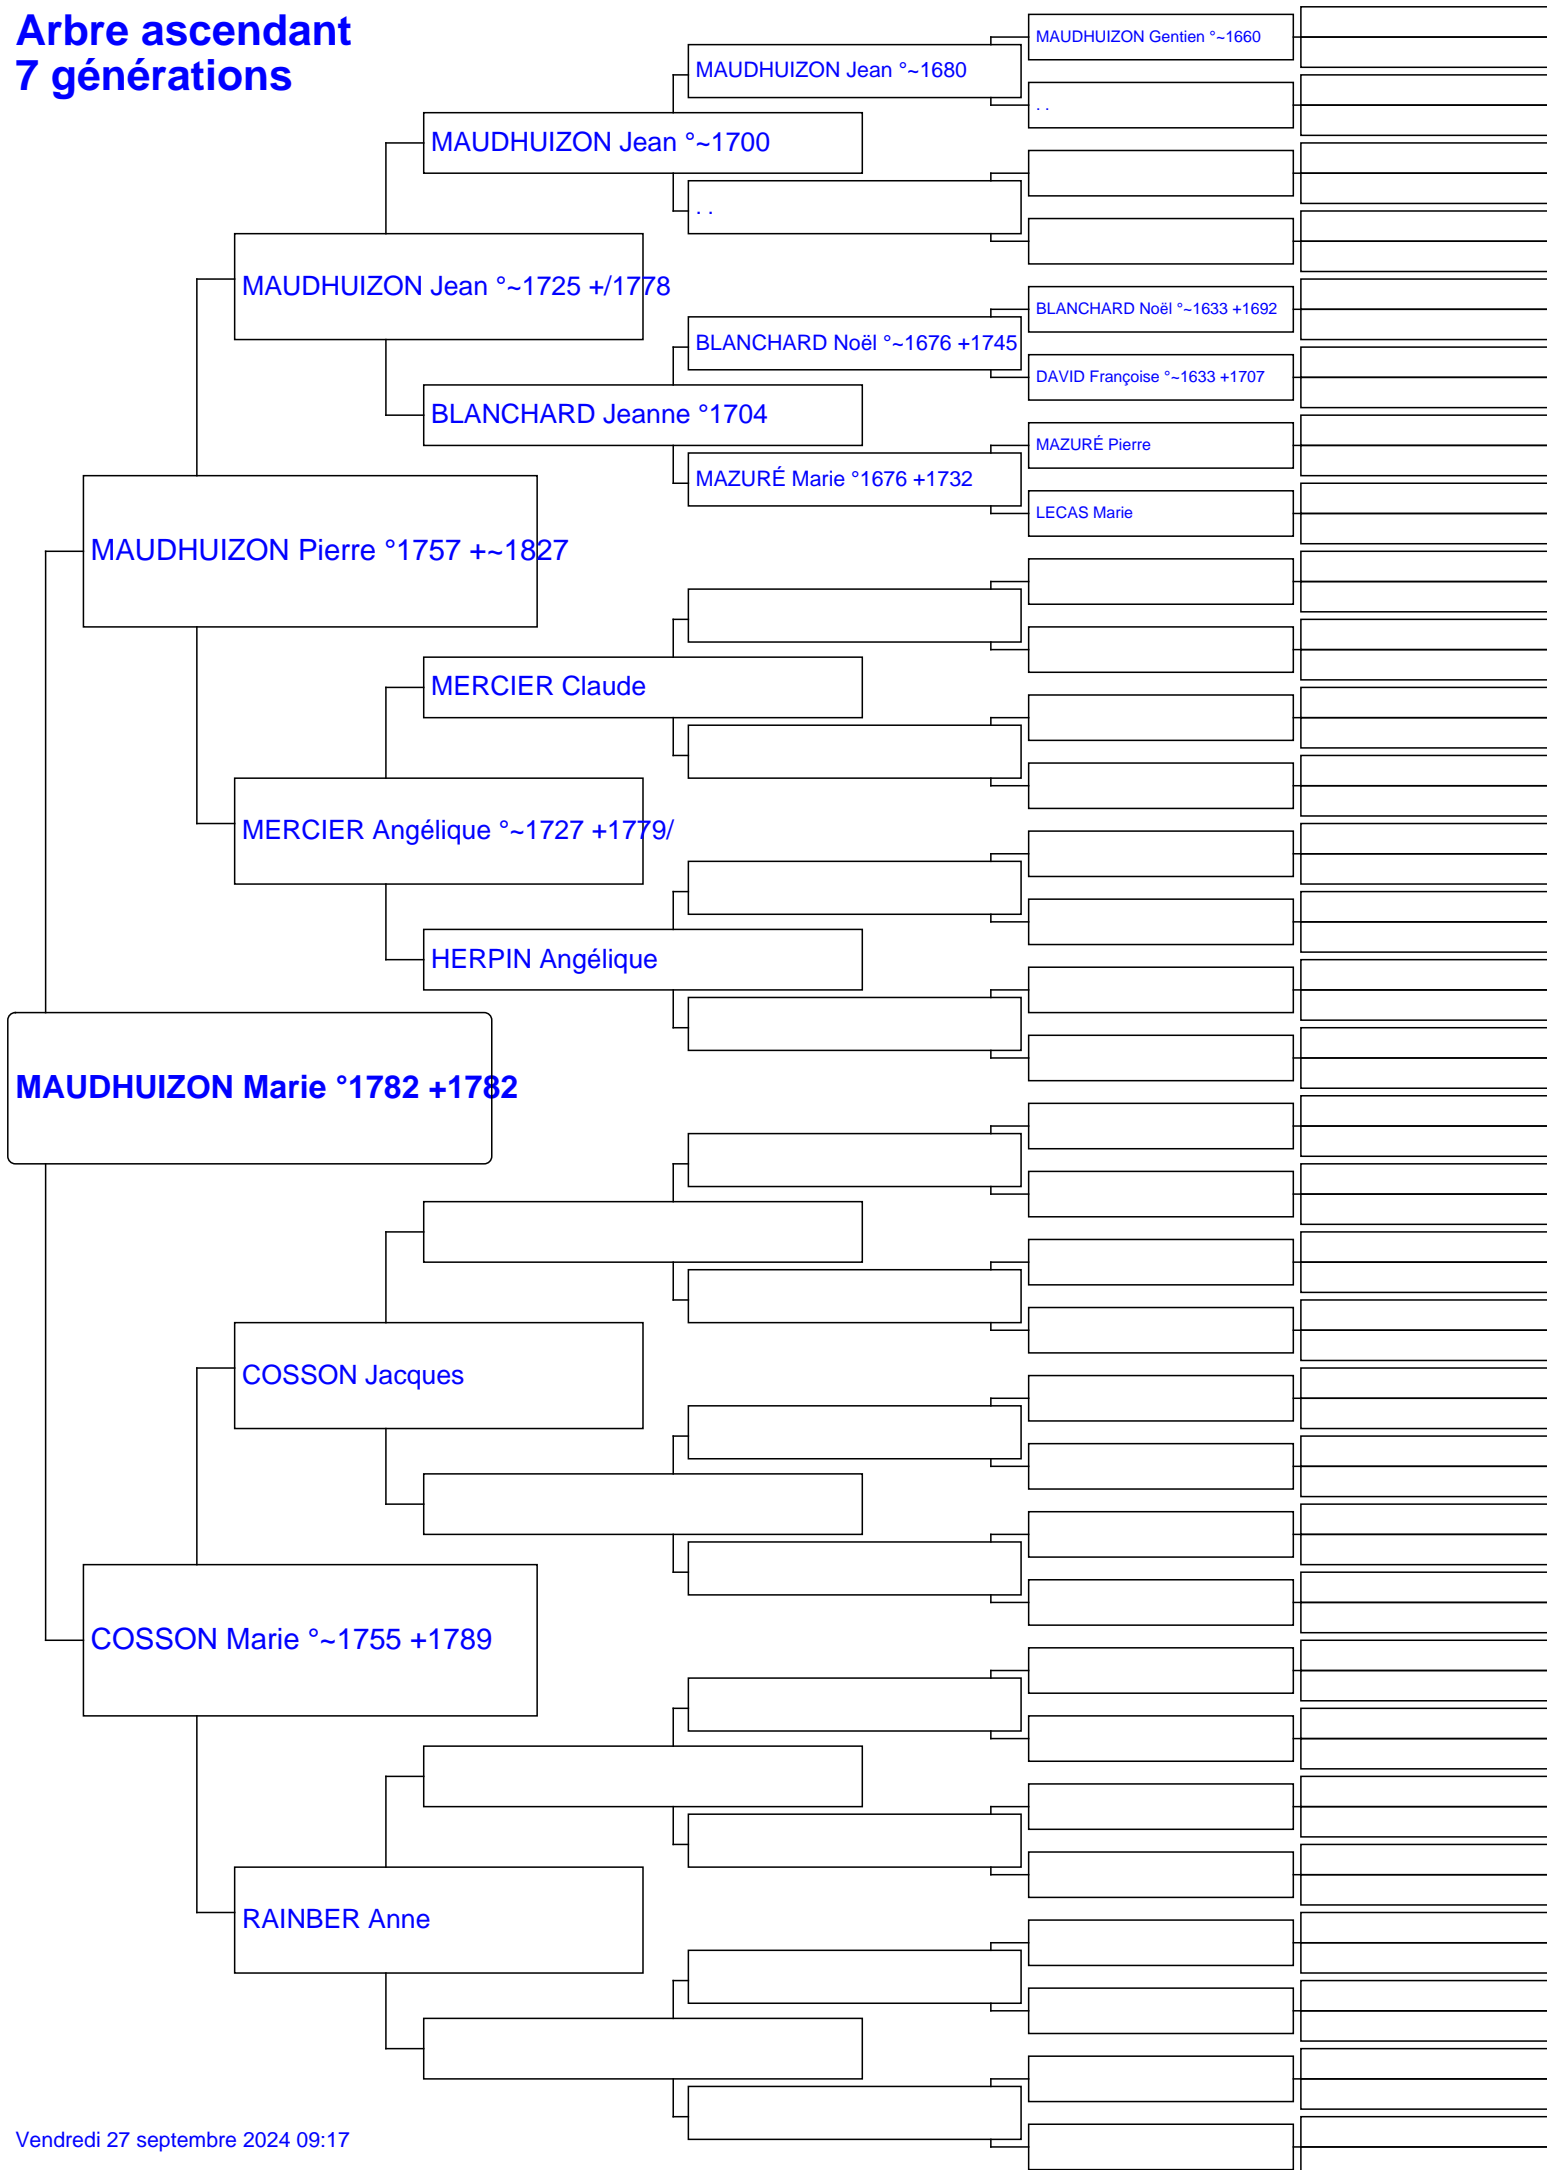 Arbre ascendant
7 générations
MAUDHUIZON Gentien °~1660
MAUDHUIZON Jean °~1680
. .
MAUDHUIZON Jean °~1700
. .
MAUDHUIZON Jean °~1725 +/1778
BLANCHARD Noël °~1633 +1692
BLANCHARD Noël °~1676 +1745
DAVID Françoise °~1633 +1707
BLANCHARD Jeanne °1704
MAZURÉ Pierre
MAZURÉ Marie °1676 +1732
LECAS Marie
MAUDHUIZON Pierre °1757 +~1827
MERCIER Claude
MERCIER Angélique °~1727 +1779/
HERPIN Angélique
MAUDHUIZON Marie °1782 +1782
COSSON Jacques
COSSON Marie °~1755 +1789
RAINBER Anne
Vendredi 27 septembre 2024 09:17